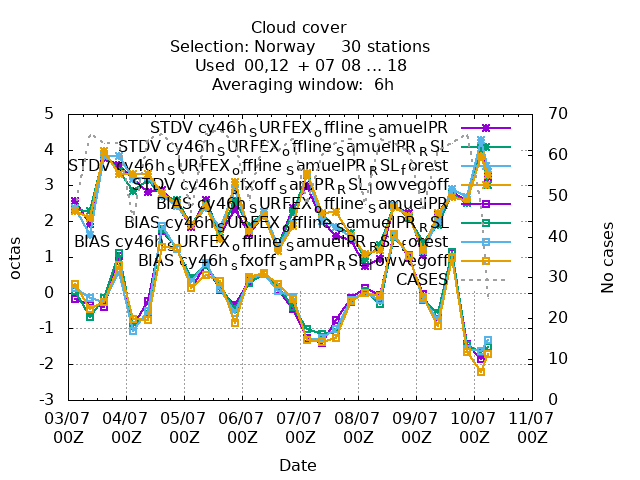 Cloud cover
Selection: Norway 30 stations
Used 00,12 + 07 08 ... 18
Averaging window: 6h
5
4
3
2
1
0
-1
-2
-3
octas
70
60
50
40
30
20
10
0
No cases
STDV cy46h_SURFEX_offline_samuelPR
STDV cy46h_SURFEX_offline_samuelPR_RSL
STDV cy46h_SURFEX_offline_samuelPR_RSL_forest
STDV cy46h_sfxoff_samPR_RSL_lowvegoff
BIAS cy46h_SURFEX_offline_samuelPR
BIAS cy46h_SURFEX_offline_samuelPR_RSL
BIAS cy46h_SURFEX_offline_samuelPR_RSL_forest
BIAS cy46h_sfxoff_samPR_RSL_lowvegoff
CASES
03/07 04/07 05/07 06/07 07/07 08/07 09/07 10/07 11/07
00Z 00Z 00Z 00Z 00Z 00Z 00Z 00Z 00Z
Date